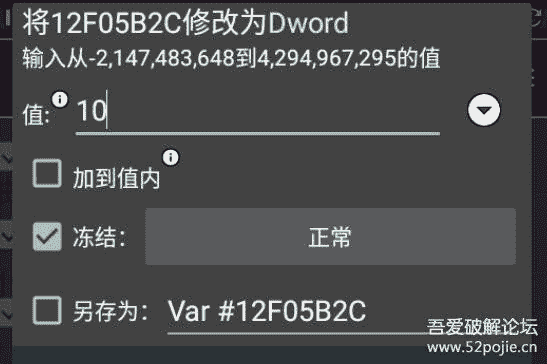 将12F05B2C修改为Dword
输入从-2,147,483,648到4,294,967,295的值
值: 10
加到值内
冻结: 正常
另存为: Var #12F05B2C
吾爱破解论坛
www.52pojie.cn